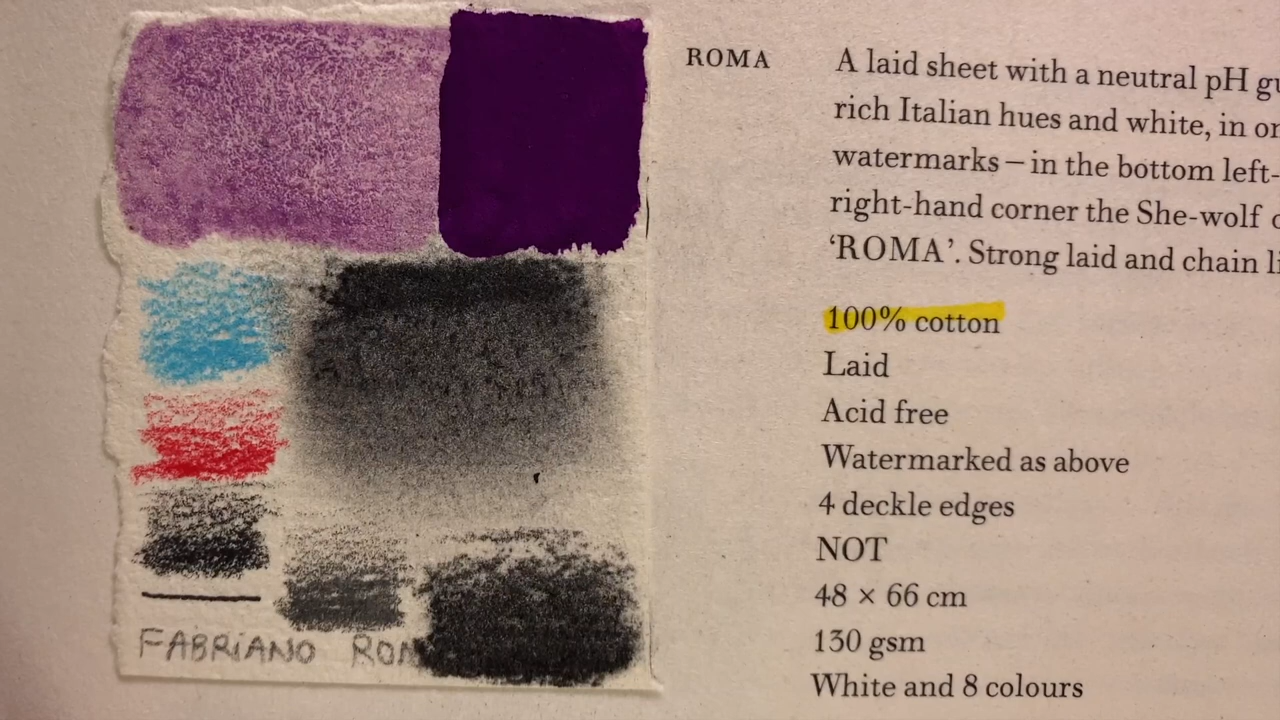 ROMA
A laid sheet with a neutral pH
rich Italian hues and white, in
watermarks – in the bottom left-
right-hand corner the She-wolf
‘ROMA’. Strong laid and chain
100% cotton
Laid
Acid free
Watermarked as above
4 deckle edges
NOT
48 × 66 cm
130 gsm
White and 8 colours
FABRIANO